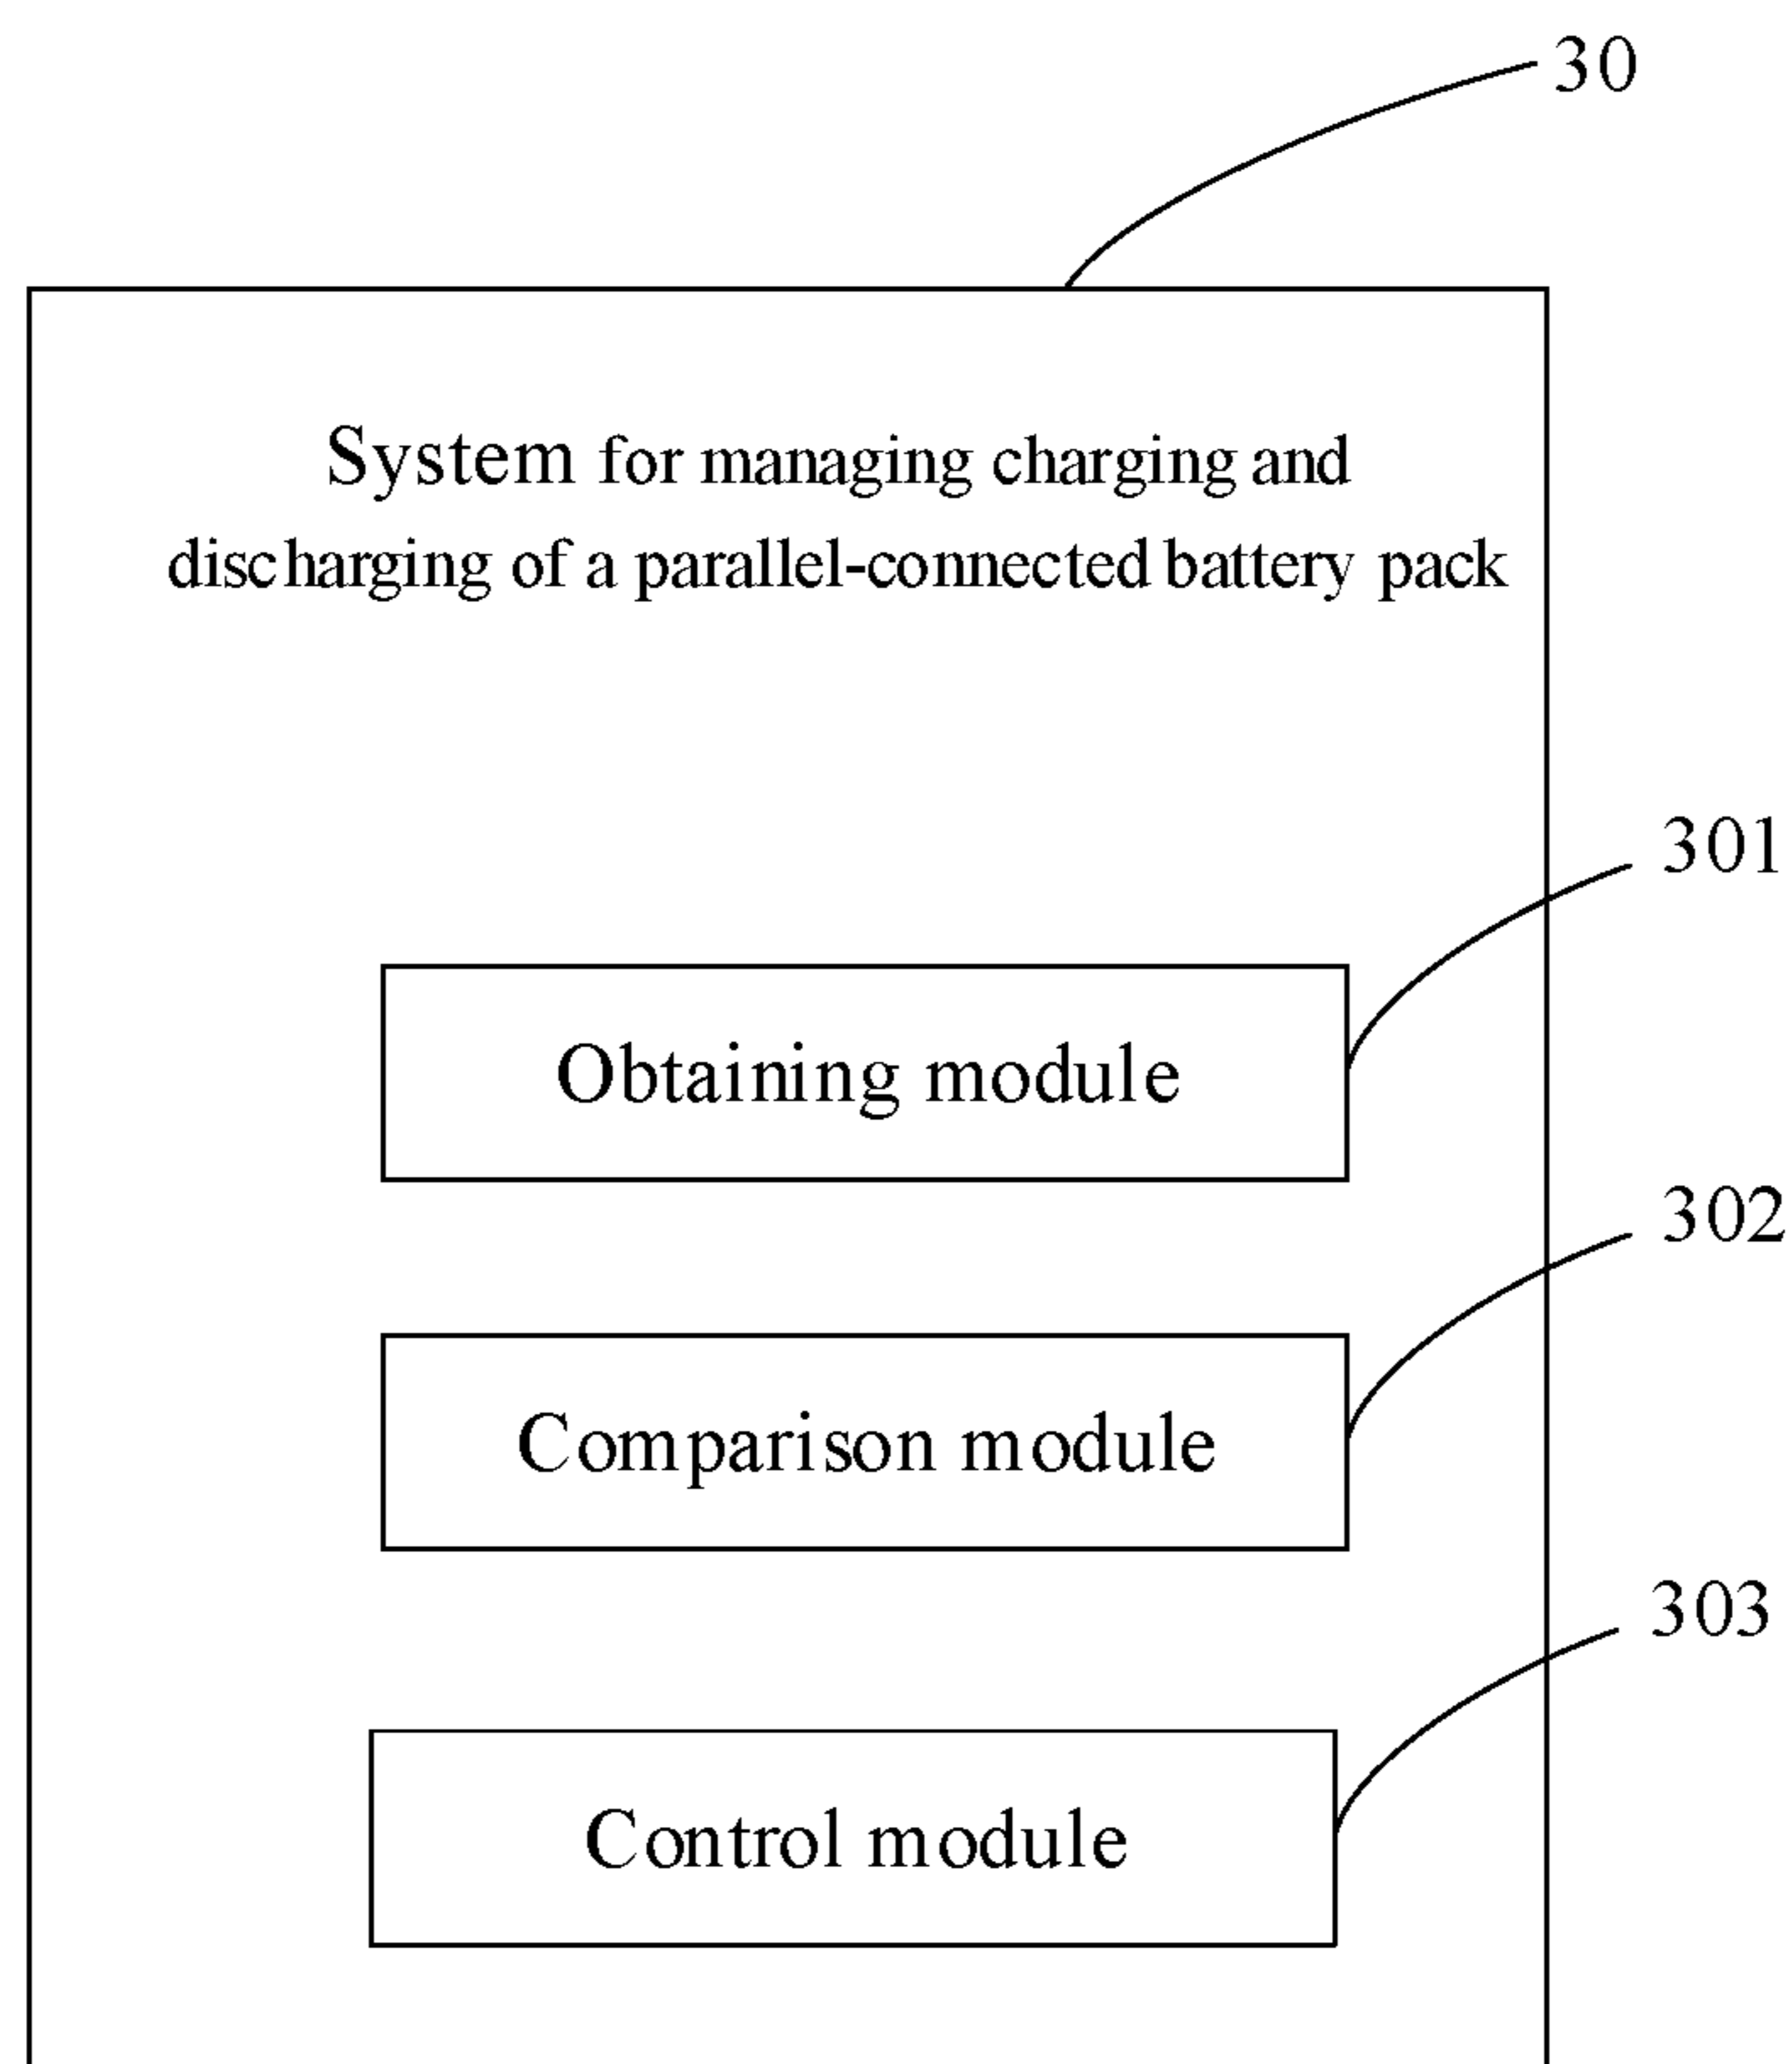 30
System for managing charging and
discharging of a parallel-connected battery pack
301
Obtaining module
302
Comparison module
303
Control module